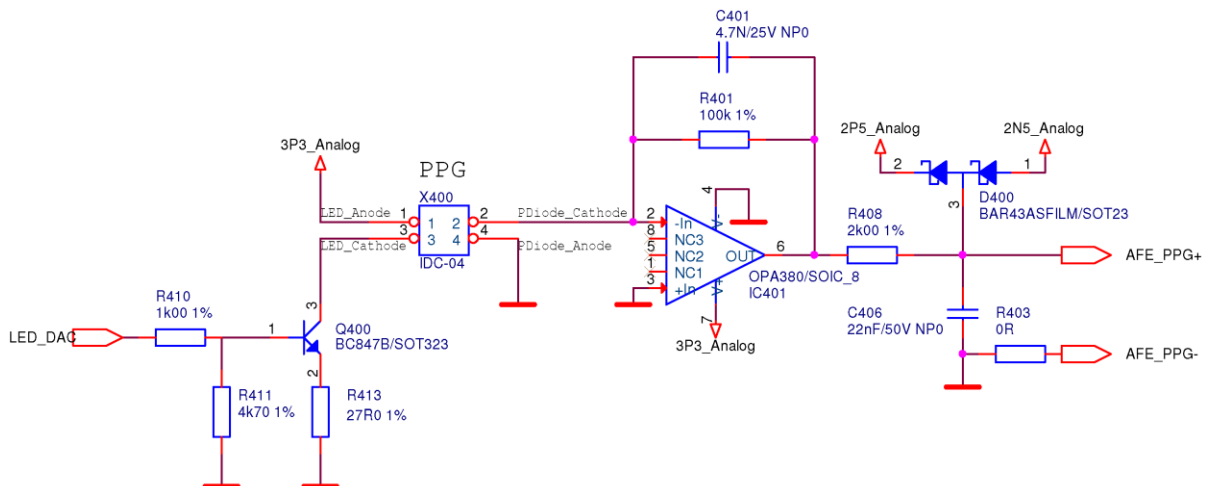 C401
4.7N/25V NP0
R401
100k 1%
2P5_Analog
2N5_Analog
3P3_Analog
PPG
2
1
D400
BAR43ASFILM/SOT23
3
X400
LED_Anode
1
1
2
2
PDiode_Cathode
LED_Cathode
3
3
4
4
PDiode_Anode
IDC-04
4
2
-In
V-
8
NC3
5
NC2
1
NC1
3
+In
V+
OUT
6
OPA380/SOIC_8
IC401
7
3P3_Analog
R408
2k00 1%
AFE_PPG+
C406
22nF/50V NP0
R403
0R
AFE_PPG-
R410
1k00 1%
LED_DAC
3
1
2
Q400
BC847B/SOT323
R411
4k70 1%
R413
27R0 1%